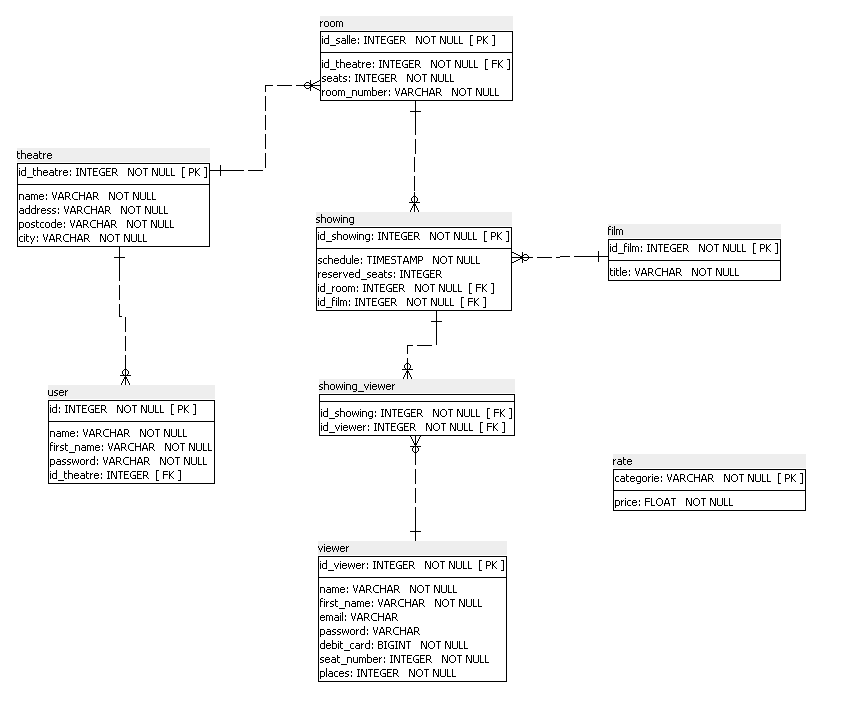 room
id_salle: INTEGER NOT NULL [ PK ]
id_theatre: INTEGER NOT NULL [ FK ]
seats: INTEGER NOT NULL
room_number: VARCHAR NOT NULL
theatre
id_theatre: INTEGER NOT NULL [ PK ]
name: VARCHAR NOT NULL
address: VARCHAR NOT NULL
postcode: VARCHAR NOT NULL
city: VARCHAR NOT NULL
showing
id_showing: INTEGER NOT NULL [ PK ]
schedule: TIMESTAMP NOT NULL
reserved_seats: INTEGER
id_room: INTEGER NOT NULL [ FK ]
id_film: INTEGER NOT NULL [ FK ]
film
id_film: INTEGER NOT NULL [ PK ]
title: VARCHAR NOT NULL
user
id: INTEGER NOT NULL [ PK ]
name: VARCHAR NOT NULL
first_name: VARCHAR NOT NULL
password: VARCHAR NOT NULL
id_theatre: INTEGER [ FK ]
showing_viewer
id_showing: INTEGER NOT NULL [ FK ]
id_viewer: INTEGER NOT NULL [ FK ]
rate
categorie: VARCHAR NOT NULL [ PK ]
price: FLOAT NOT NULL
viewer
id_viewer: INTEGER NOT NULL [ PK ]
name: VARCHAR NOT NULL
first_name: VARCHAR NOT NULL
email: VARCHAR
password: VARCHAR
debit_card: BIGINT NOT NULL
seat_number: INTEGER NOT NULL
places: INTEGER NOT NULL